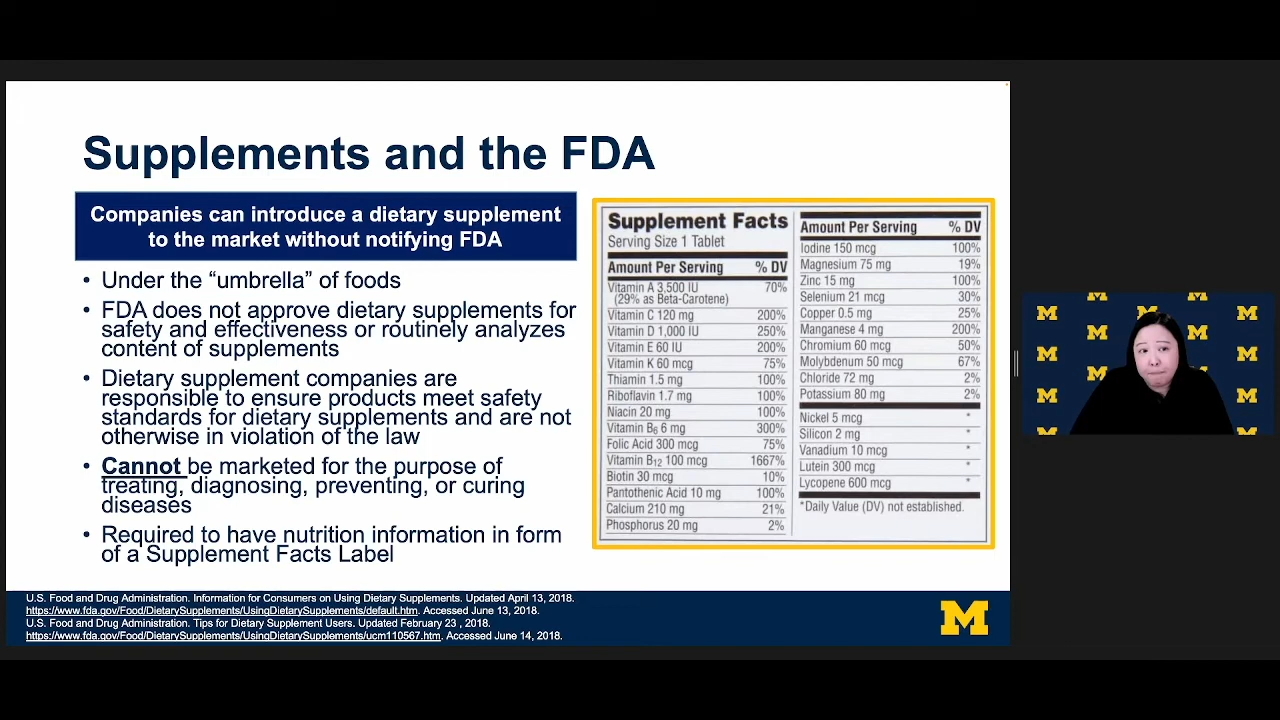 Supplements and the FDA
Companies can introduce a dietary supplement
to the market without notifying FDA
• Under the “umbrella” of foods
• FDA does not approve dietary supplements for
safety and effectiveness or routinely analyzes
content of supplements
• Dietary supplement companies are
responsible to ensure products meet safety
standards for dietary supplements and are not
otherwise in violation of the law
• Cannot be marketed for the purpose of
treating, diagnosing, preventing, or curing
diseases
• Required to have nutrition information in form
of a Supplement Facts Label
Supplement Facts
Serving Size 1 Tablet
Amount Per Serving % DV
Vitamin A 3,500 IU 70%
(29% as Beta-Carotene)
Vitamin C 120 mg 200%
Vitamin D 1,000 IU 250%
Vitamin E 60 IU 200%
Vitamin K 60 mcg 75%
Thiamin 1.5 mg 100%
Riboflavin 1.7 mg 100%
Niacin 20 mg 100%
Vitamin B6 6 mg 300%
Folic Acid 300 mcg 75%
Vitamin B12 100 mcg 1667%
Biotin 30 mcg 10%
Pantothenic Acid 10 mg 100%
Calcium 210 mg 21%
Phosphorus 20 mg 2%
Amount Per Serving % DV
Iodine 150 mcg 100%
Magnesium 75 mg 19%
Zinc 15 mg 100%
Selenium 21 mcg 30%
Copper 0.5 mg 25%
Manganese 4 mg 200%
Chromium 60 mcg 50%
Molybdenum 50 mcg 67%
Chloride 72 mg 2%
Potassium 80 mg 2%
Nickel 5 mcg *
Silicon 2 mg *
Vanadium 10 mcg *
Lutein 300 mcg *
Lycopene 600 mcg *
*Daily Value (DV) not established.
U.S. Food and Drug Administration. Information for Consumers on Using Dietary Supplements. Updated April 13, 2018.
https://www.fda.gov/Food/DietarySupplements/UsingDietarySupplements/default.htm. Accessed June 13, 2018.
U.S. Food and Drug Administration. Tips for Dietary Supplement Users. Updated February 23 , 2018.
https://www.fda.gov/Food/DietarySupplements/UsingDietarySupplements/ucm110567.htm. Accessed June 14, 2018.
M
M M M M M M M M M M M M M M